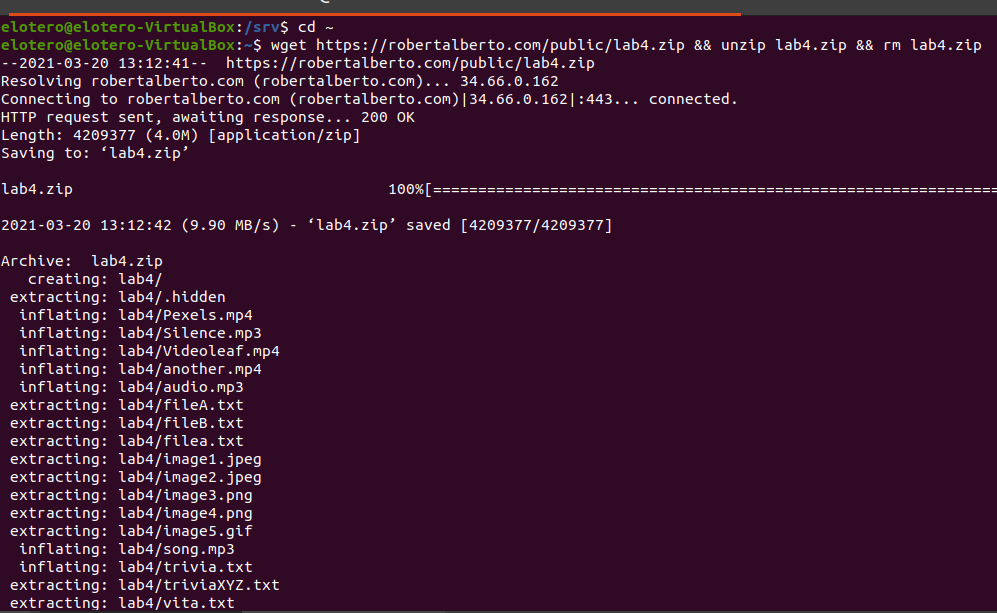 elotero@elotero-VirtualBox:/srv$ cd ~
elotero@elotero-VirtualBox:~$ wget https://robertalberto.com/public/lab4.zip && unzip lab4.zip && rm lab4.zip
--2021-03-20 13:12:41--  https://robertalberto.com/public/lab4.zip
Resolving robertalberto.com (robertalberto.com)... 34.66.0.162
Connecting to robertalberto.com (robertalberto.com)|34.66.0.162|:443... connected.
HTTP request sent, awaiting response... 200 OK
Length: 4209377 (4.0M) [application/zip]
Saving to: ‘lab4.zip’
lab4.zip                                   100%[===============================================================
2021-03-20 13:12:42 (9.90 MB/s) - ‘lab4.zip’ saved [4209377/4209377]
Archive:  lab4.zip
   creating: lab4/
 extracting: lab4/.hidden
  inflating: lab4/Pexels.mp4
  inflating: lab4/Silence.mp3
  inflating: lab4/Videoleaf.mp4
  inflating: lab4/another.mp4
  inflating: lab4/audio.mp3
 extracting: lab4/fileA.txt
 extracting: lab4/fileB.txt
 extracting: lab4/filea.txt
 extracting: lab4/image1.jpeg
 extracting: lab4/image2.jpeg
 extracting: lab4/image3.png
 extracting: lab4/image4.png
 extracting: lab4/image5.gif
  inflating: lab4/song.mp3
  inflating: lab4/trivia.txt
 extracting: lab4/triviaXYZ.txt
 extracting: lab4/vita.txt